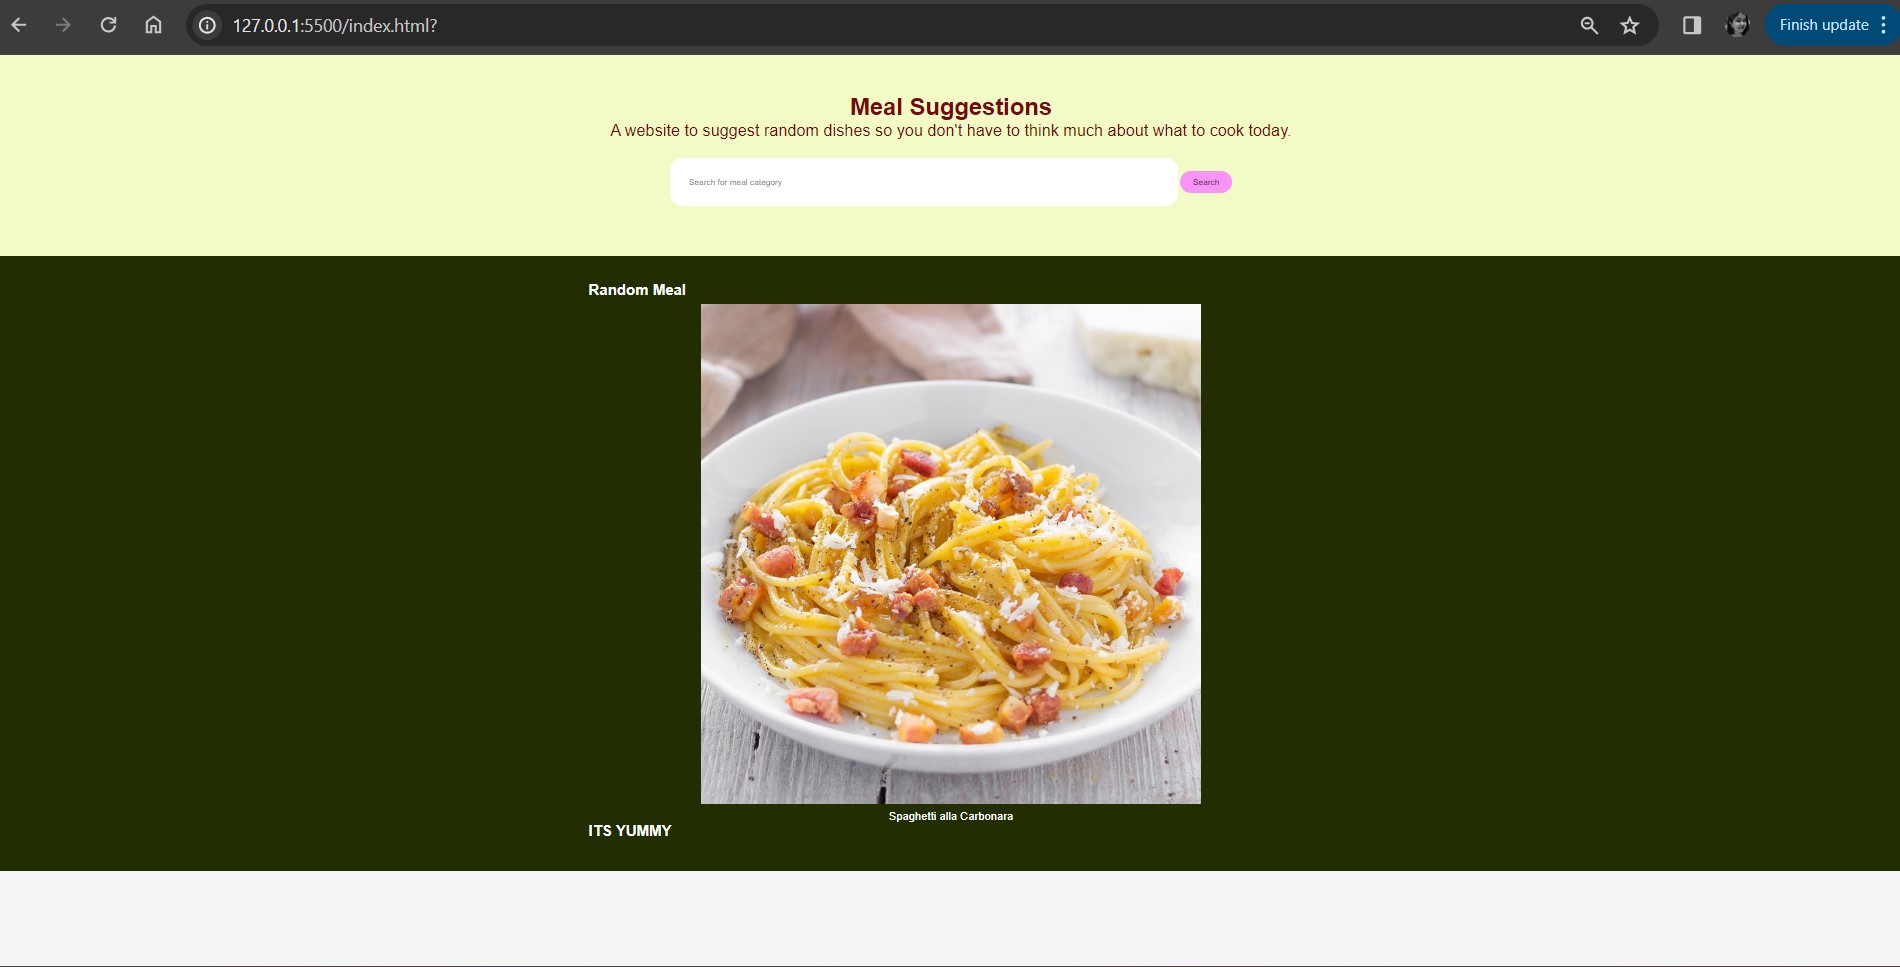 127.0.0.1:5500/index.html?
Finish update
Meal Suggestions
A website to suggest random dishes so you don't have to think much about what to cook today.
Search for meal category
Search
Random Meal
Spaghetti alla Carbonara
ITS YUMMY